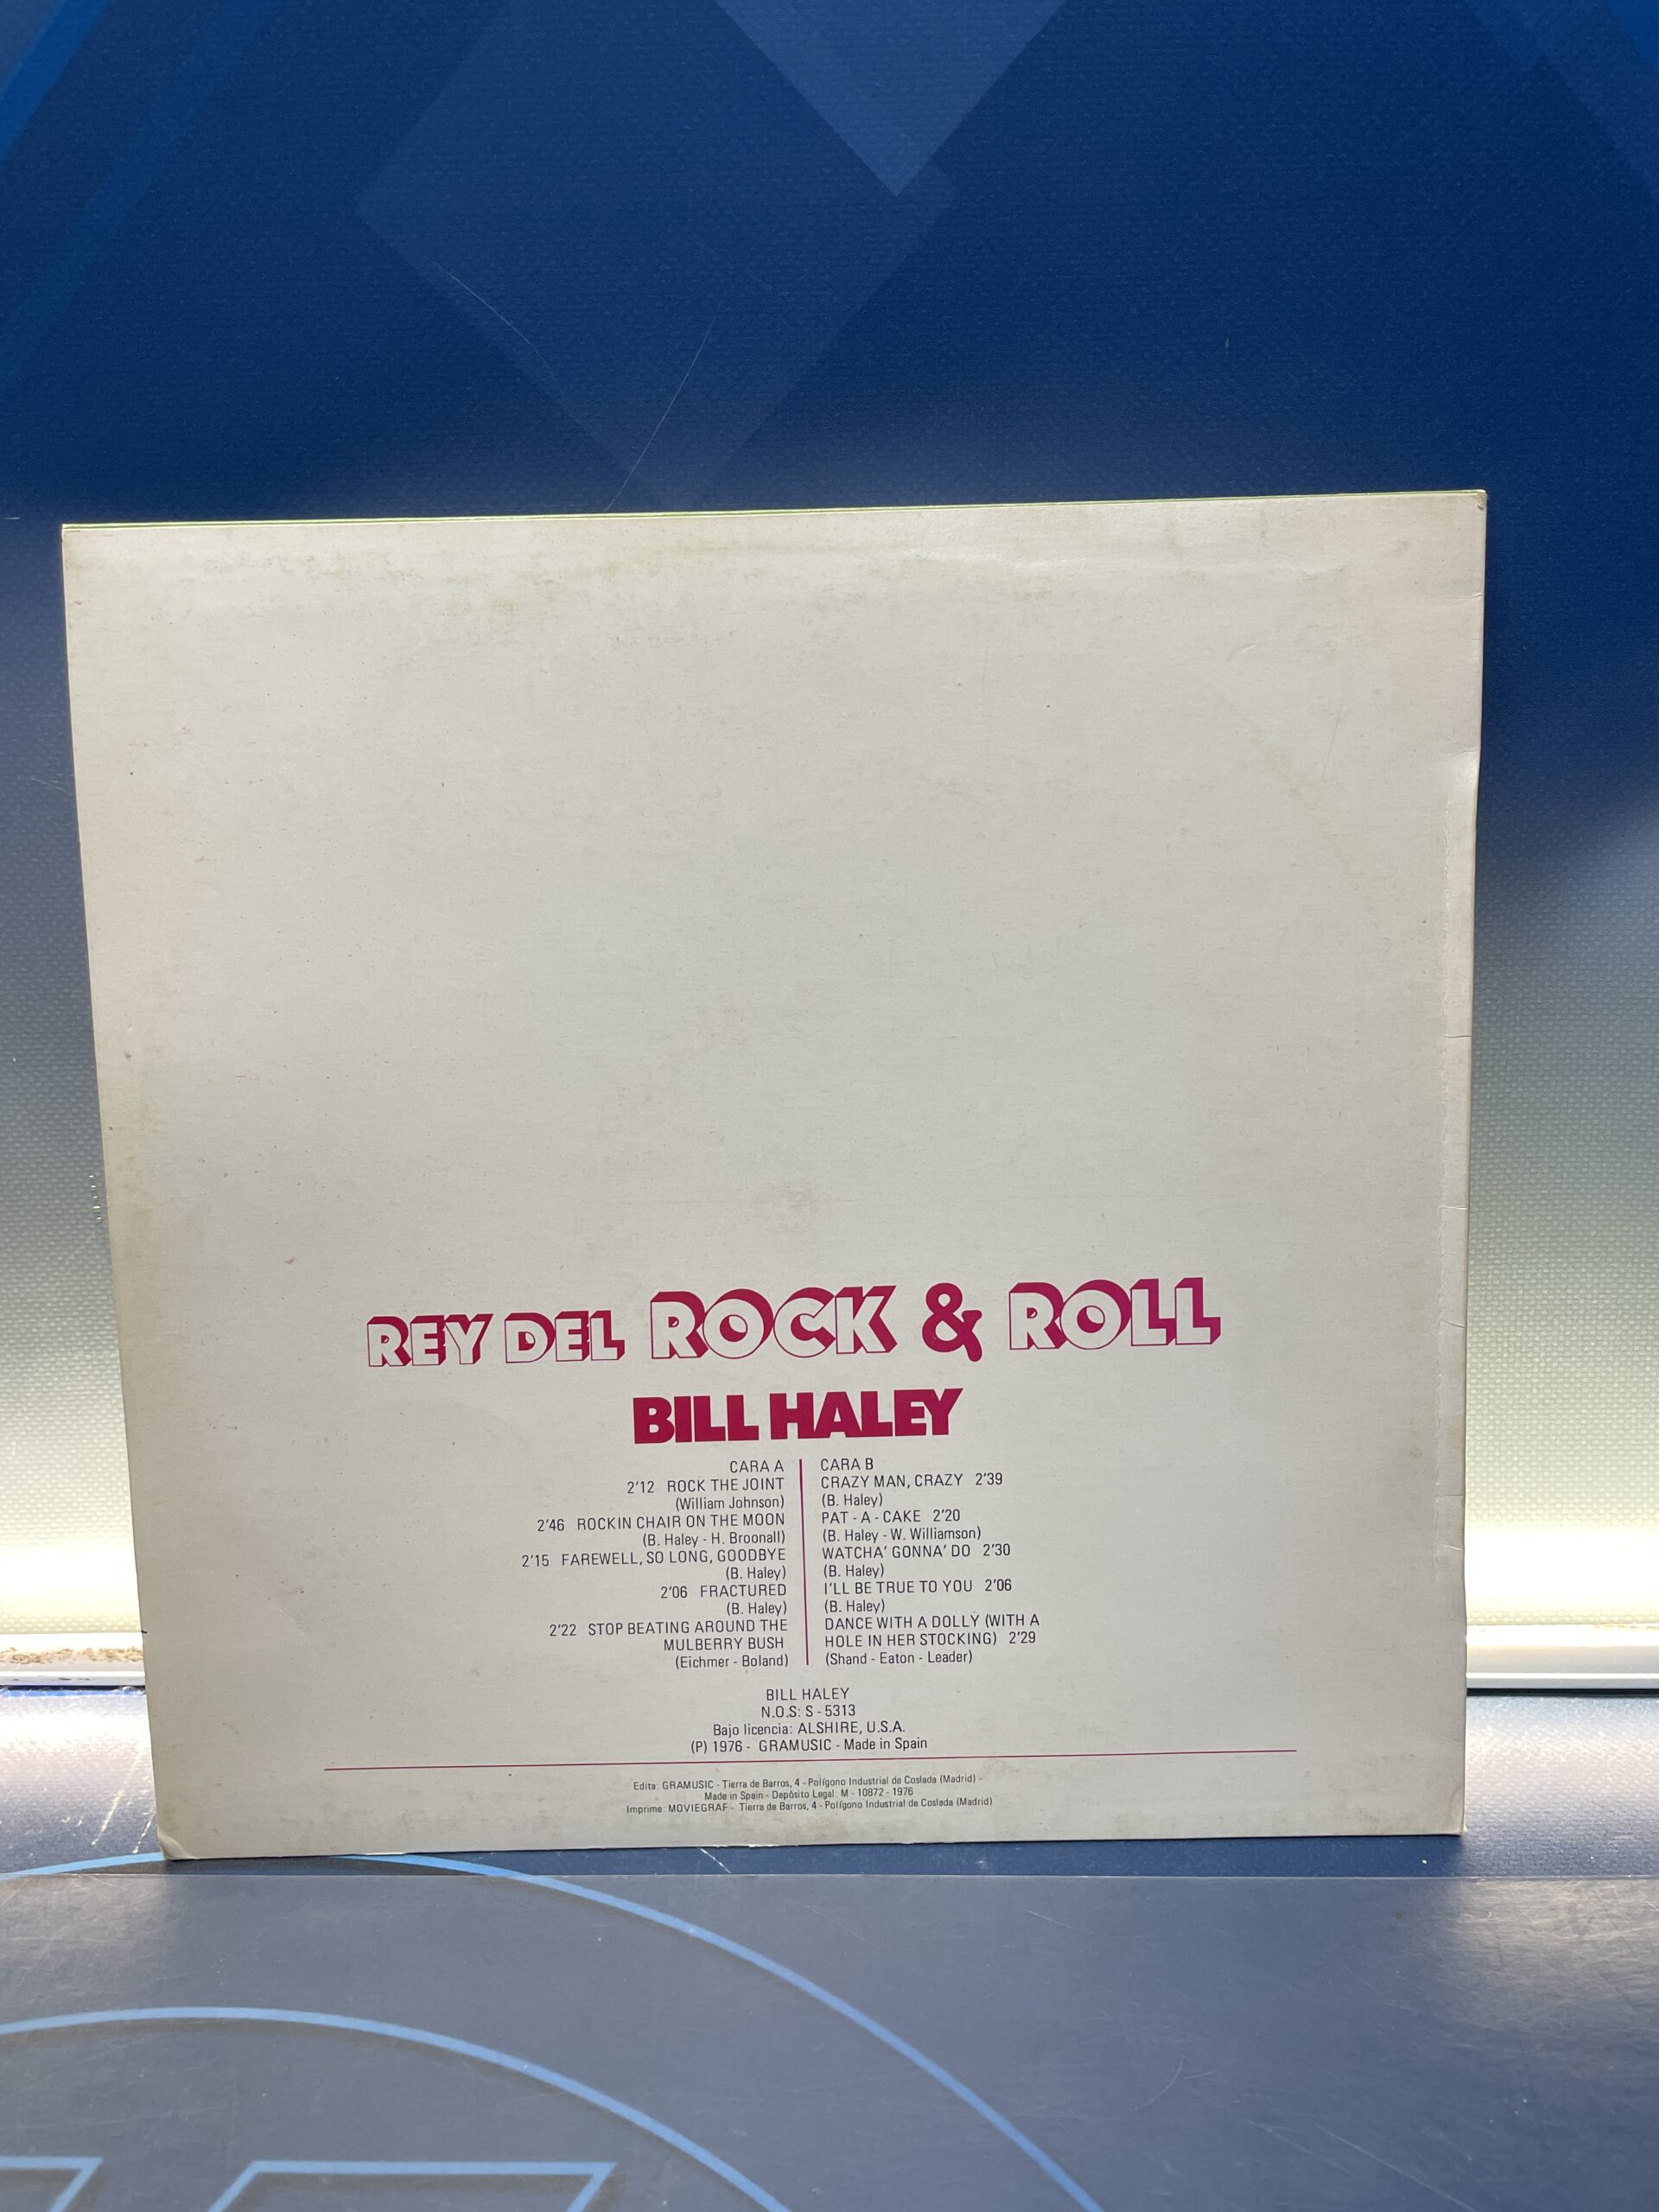 REY DEL ROCK & ROLL
BILL HALEY
CARA A
2'12 ROCK THE JOINT
(William Johnson)
2'46 ROCKIN CHAIR ON THE MOON
(B. Haley - H. Broonall)
2'15 FAREWELL, SO LONG, GOODBYE
(B. Haley)
2'06 FRACTURED
(B. Haley)
2'22 STOP BEATING AROUND THE
MULBERRY BUSH
(Eichmer - Boland)
CARA B
CRAZY MAN, CRAZY 2'39
(B. Haley)
PAT - A - CAKE 2'20
(B. Haley - W. Williamson)
WATCHA' GONNA' DO 2'30
(B. Haley)
I'LL BE TRUE TO YOU 2'06
(B. Haley)
DANCE WITH A DOLLY (WITH A
HOLE IN HER STOCKING) 2'29
(Shand - Eaton - Leader)
BILL HALEY
N.O.S: S - 5313
Bajo licencia: ALSHIRE, U.S.A.
(P) 1976 - GRAMUSIC - Made in Spain
Edita: GRAMUSIC - Tierra de Barros, 4 - Polígono Industrial de Coslada (Madrid) -
Made in Spain - Depósito Legal: M - 10872 - 1976
Imprime: MOVIEGRAF - Tierra de Barros, 4 - Polígono Industrial de Coslada (Madrid)